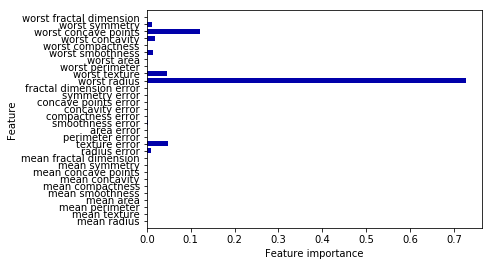 worst fractal dimension
worst symmetry
worst concave points
worst concavity
worst compactness
worst smoothness
worst area
worst perimeter
worst texture
worst radius
fractal dimension error
symmetry error
concave points error
concavity error
compactness error
smoothness error
area error
perimeter error
texture error
radius error
mean fractal dimension
mean symmetry
mean concave points
mean concavity
mean compactness
mean smoothness
mean area
mean perimeter
mean texture
mean radius
Feature
0.0 0.1 0.2 0.3 0.4 0.5 0.6 0.7
Feature importance